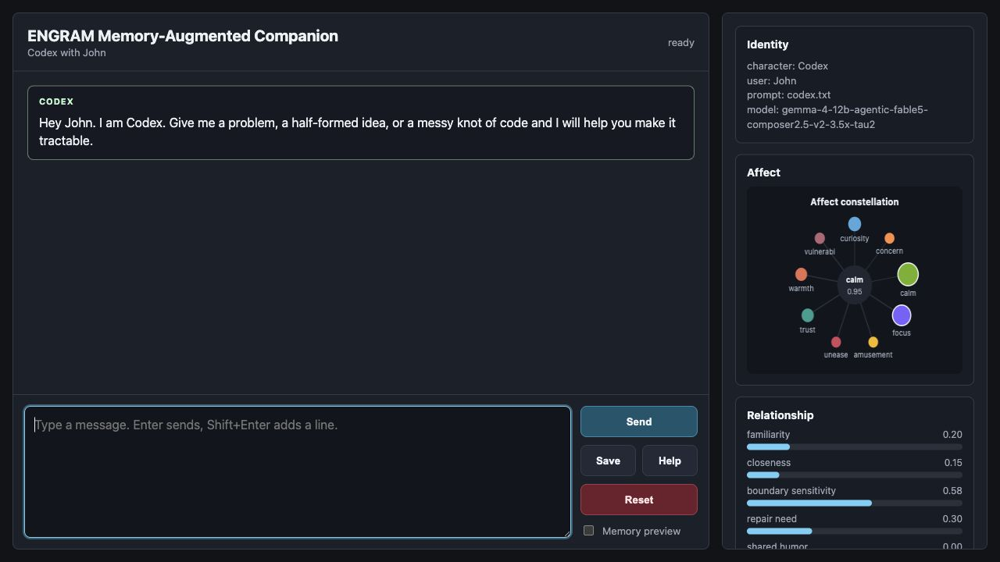 ENGRAM Memory-Augmented Companion
Codex with John
ready
CODEX
Hey John. I am Codex. Give me a problem, a half-formed idea, or a messy knot of code and I will help you make it
tractable.
Type a message. Enter sends, Shift+Enter adds a line.
Send
Save
Help
Reset
Memory preview
Identity
character: Codex
user: John
prompt: codex.txt
model: gemma-4-12b-agentic-fable5-
composer2.5-v2-3.5x-tau2
Affect
Affect constellation
curiosity
vulnerabi
concern
calm
0.95
warmth
calm
trust
focus
unease
amusement
Relationship
familiarity 0.20
closeness 0.15
boundary sensitivity 0.58
repair need 0.30
shared humor 0.00